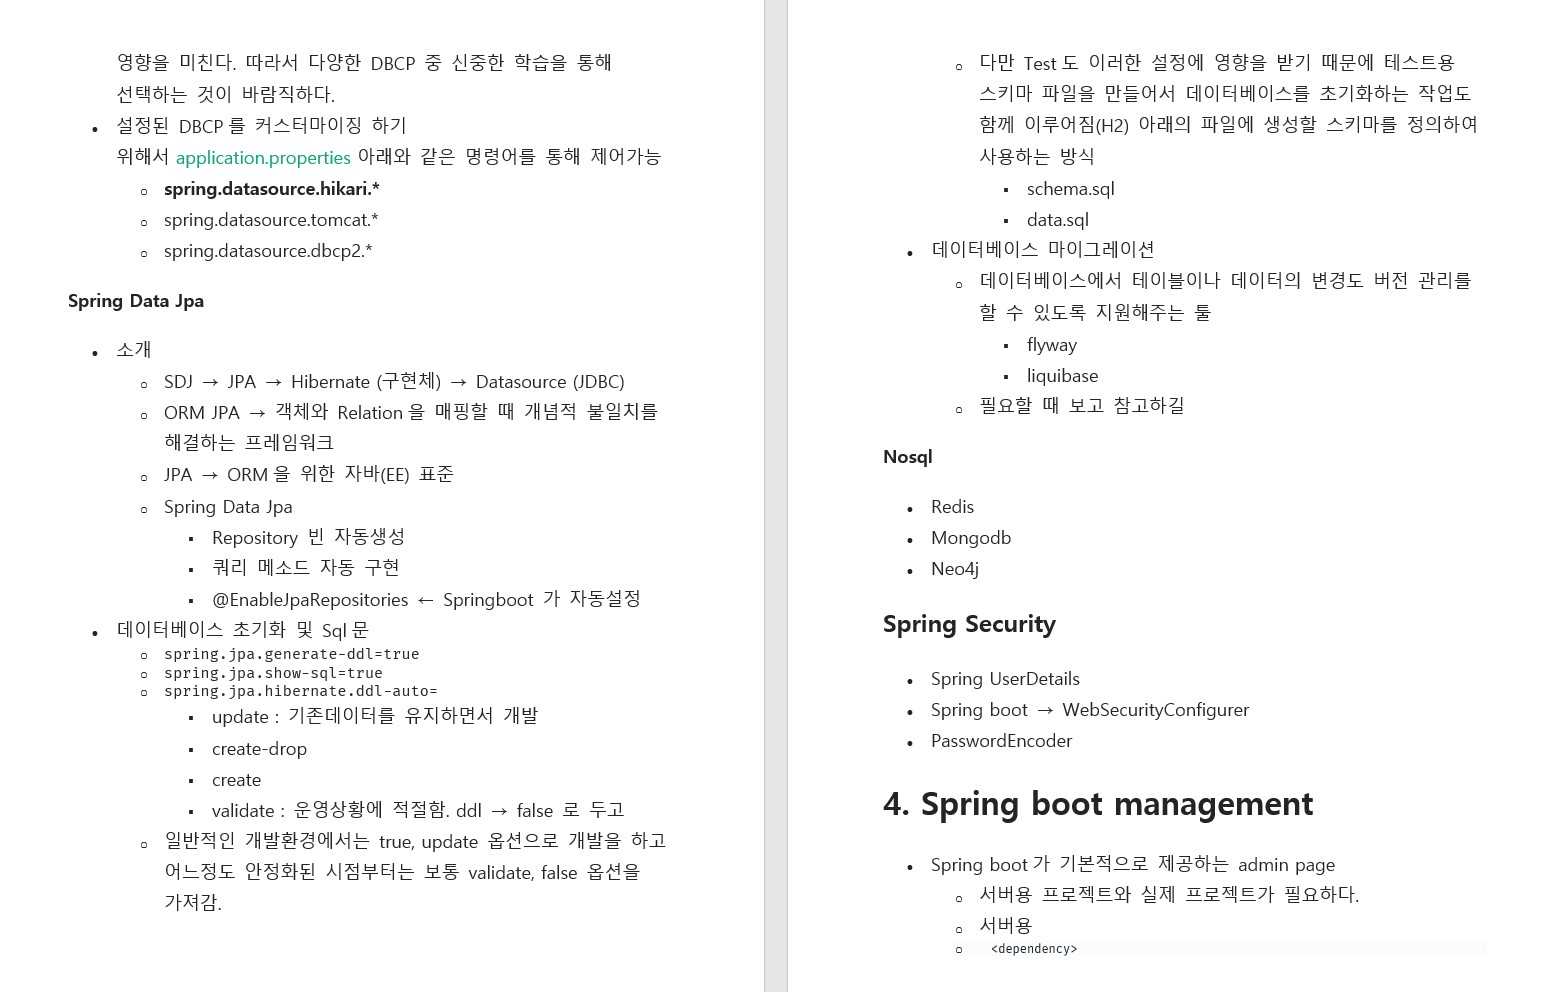 영향을 미친다. 따라서 다양한 DBCP 중 신중한 학습을 통해
선택하는 것이 바람직하다.
• 설정된 DBCP 를 커스터마이징 하기
위해서 application.properties 아래와 같은 명령어를 통해 제어가능
o spring.datasource.hikari.*
o spring.datasource.tomcat.*
o spring.datasource.dbcp2.*
Spring Data Jpa
• 소개
o SDJ → JPA → Hibernate (구현체) → Datasource (JDBC)
o ORM JPA → 객체와 Relation 을 매핑할 때 개념적 불일치를
해결하는 프레임워크
o JPA → ORM 을 위한 자바(EE) 표준
o Spring Data Jpa
▪ Repository 빈 자동생성
▪ 쿼리 메소드 자동 구현
▪ @EnableJpaRepositories ← Springboot 가 자동설정
• 데이터베이스 초기화 및 Sql 문
o spring.jpa.generate-ddl=true
o spring.jpa.show-sql=true
o spring.jpa.hibernate.ddl-auto=
▪ update : 기존데이터를 유지하면서 개발
▪ create-drop
▪ create
▪ validate : 운영상황에 적절함. ddl → false 로 두고
o 일반적인 개발환경에서는 true, update 옵션으로 개발을 하고
어느정도 안정화된 시점부터는 보통 validate, false 옵션을
가져감.
o 다만 Test 도 이러한 설정에 영향을 받기 때문에 테스트용
스키마 파일을 만들어서 데이터베이스를 초기화하는 작업도
함께 이루어짐(H2) 아래의 파일에 생성할 스키마를 정의하여
사용하는 방식
▪ schema.sql
▪ data.sql
• 데이터베이스 마이그레이션
o 데이터베이스에서 테이블이나 데이터의 변경도 버전 관리를
할 수 있도록 지원해주는 툴
▪ flyway
▪ liquibase
o 필요할 때 보고 참고하길
Nosql
• Redis
• Mongodb
• Neo4j
Spring Security
• Spring UserDetails
• Spring boot → WebSecurityConfigurer
• PasswordEncoder
4. Spring boot management
• Spring boot 가 기본적으로 제공하는 admin page
o 서버용 프로젝트와 실제 프로젝트가 필요하다.
o 서버용
o <dependency>